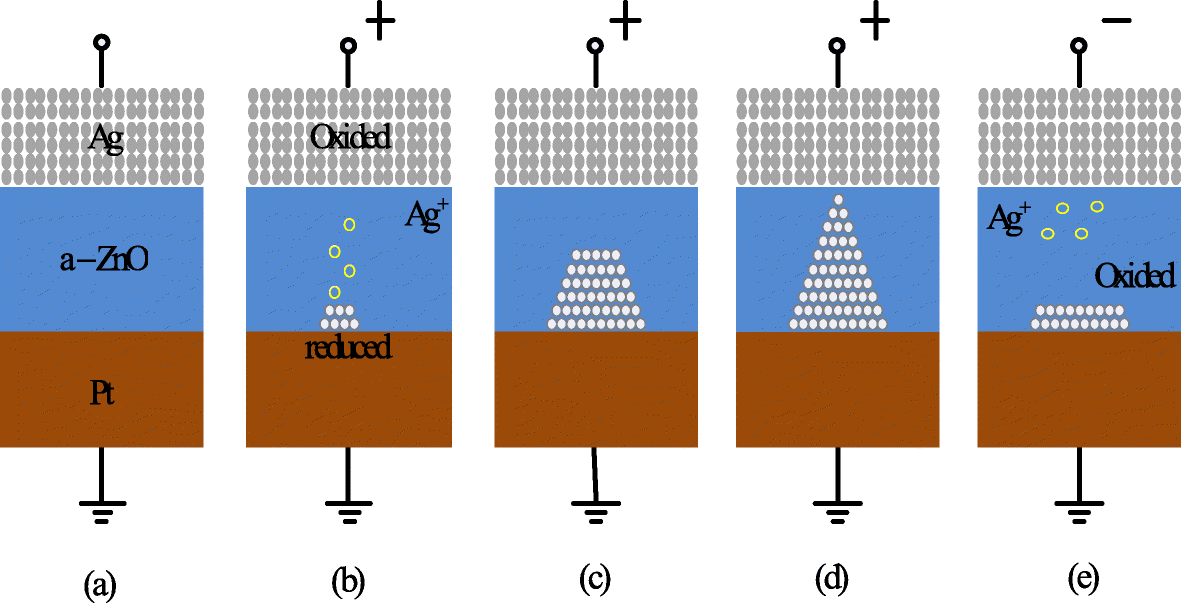 +
+
+
−
Ag
Oxided
a−ZnO
Ag⁺
Ag⁺
Oxided
reduced
Pt
(a)
(b)
(c)
(d)
(e)